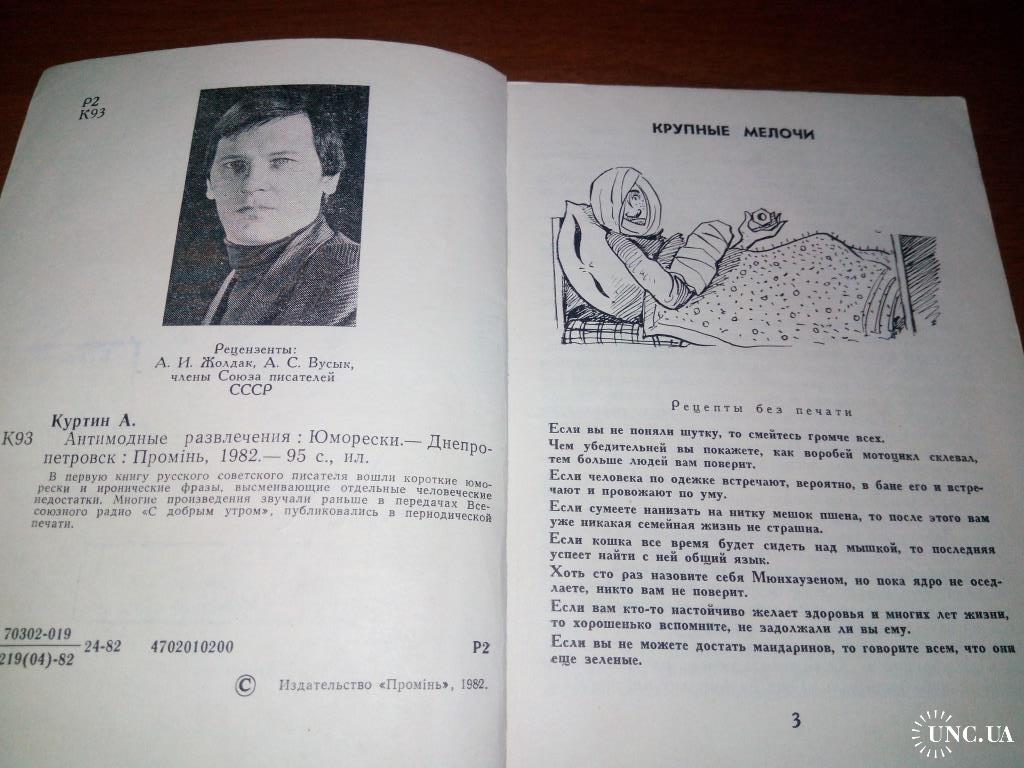 Р2
К93
Рецензенты:
А. И. Жолдак, А. С. Вусык,
члены Союза писателей
СССР
Куртин А.
К93 Антимодные развлечения : Юморески.— Днепро-
петровск : Промінь, 1982.— 95 с., ил.
В первую книгу русского советского писателя вошли короткие юмо-
рески и иронические фразы, высмеивающие отдельные человеческие
недостатки. Многие произведения звучали раньше в передачах Все-
союзного радио «С добрым утром», публиковались в периодической
печати.
70302-019
219(04)-82
24-82 4702010200 Р2
© Издательство «Промінь», 1982.
КРУПНЫЕ МЕЛОЧИ
Рецепты без печати
Если вы не поняли шутку, то смейтесь громче всех.
Чем убедительней вы покажете, как воробей мотоцикл склевал,
тем больше людей вам поверит.
Если человека по одежке встречают, вероятно, в бане его и встре-
чают и провожают по уму.
Если сумеете нанизать на нитку мешок пшена, то после этого вам
уже никакая семейная жизнь не страшна.
Если кошка все время будет сидеть над мышкой, то последняя
успеет найти с ней общий язык.
Хоть сто раз назовите себя Мюнхаузеном, но пока ядро не осед-
лаете, никто вам не поверит.
Если вам кто-то настойчиво желает здоровья и многих лет жизни,
то хорошенько вспомните, не задолжали ли вы ему.
Если вы не можете достать мандаринов, то говорите всем, что они
еще зеленые.
3
UNC.UA